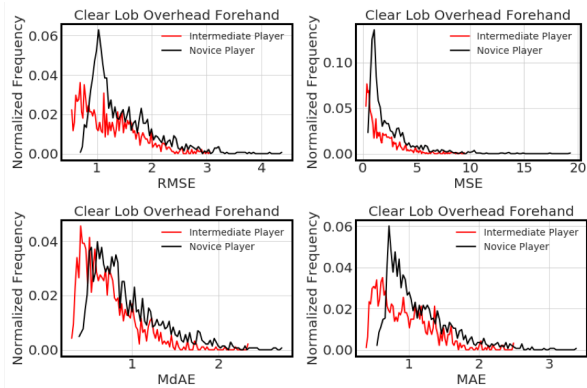 Clear Lob Overhead Forehand
Normalized Frequency
0.06
0.04
0.02
0.00
Intermediate Player
Novice Player
1 2 3 4
RMSE
Clear Lob Overhead Forehand
Normalized Frequency
0.10
0.05
0.00
Intermediate Player
Novice Player
0 5 10 15 20
MSE
Clear Lob Overhead Forehand
Normalized Frequency
0.04
0.02
0.00
Intermediate Player
Novice Player
1 2
MdAE
Clear Lob Overhead Forehand
Normalized Frequency
0.06
0.04
0.02
0.00
Intermediate Player
Novice Player
1 2 3
MAE